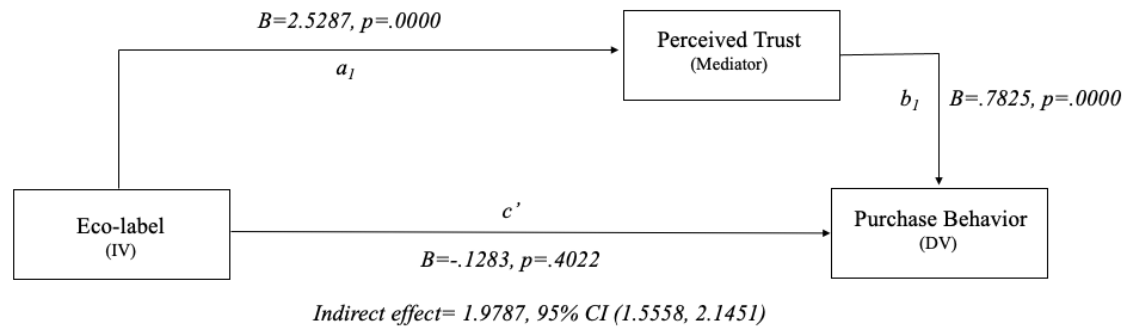 B=2.5287, p=.0000
a1
Perceived Trust
(Mediator)
b1
B=.7825, p=.0000
Eco-label
(IV)
c’
B=-.1283, p=.4022
Purchase Behavior
(DV)
Indirect effect= 1.9787, 95% CI (1.5558, 2.1451)